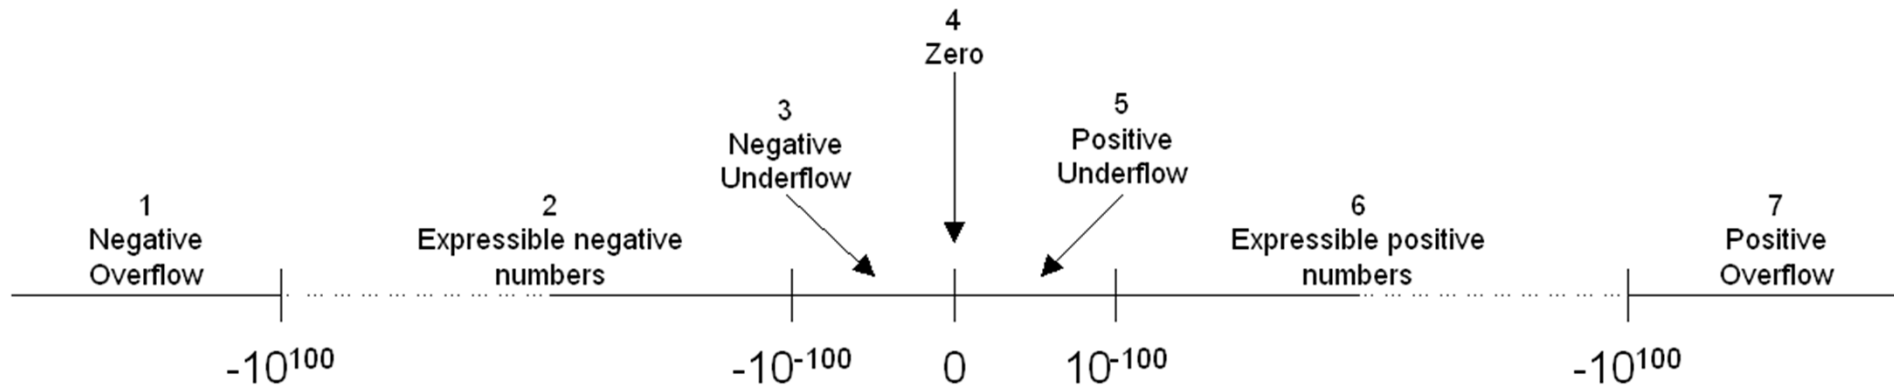 4
Zero
3
Negative
Underflow
5
Positive
Underflow
1
Negative
Overflow
2
Expressible negative
numbers
6
Expressible positive
numbers
7
Positive
Overflow
-10¹⁰⁰
-10⁻¹⁰⁰
0
10⁻¹⁰⁰
-10¹⁰⁰